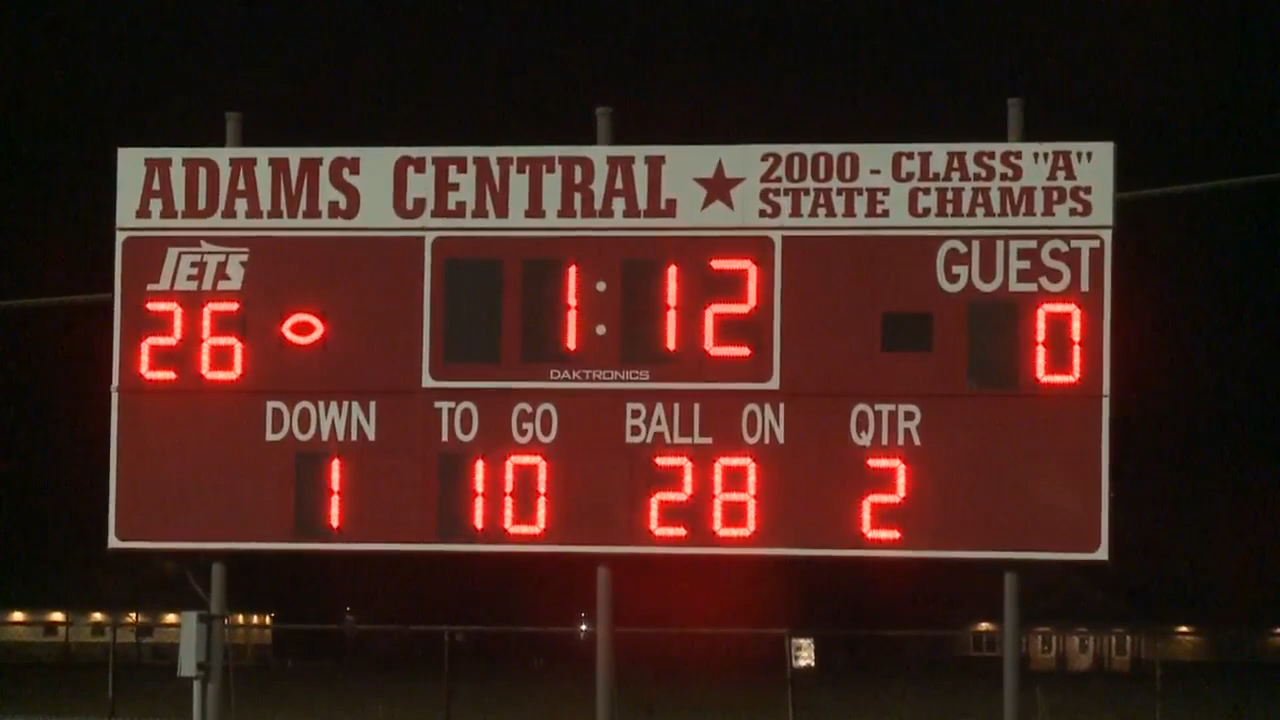 ADAMS CENTRAL ★ 2000 - CLASS "A"
STATE CHAMPS
JETS
1:12
GUEST
26
0
DAKTRONICS
DOWN TO GO BALL ON QTR
1 10 28 2